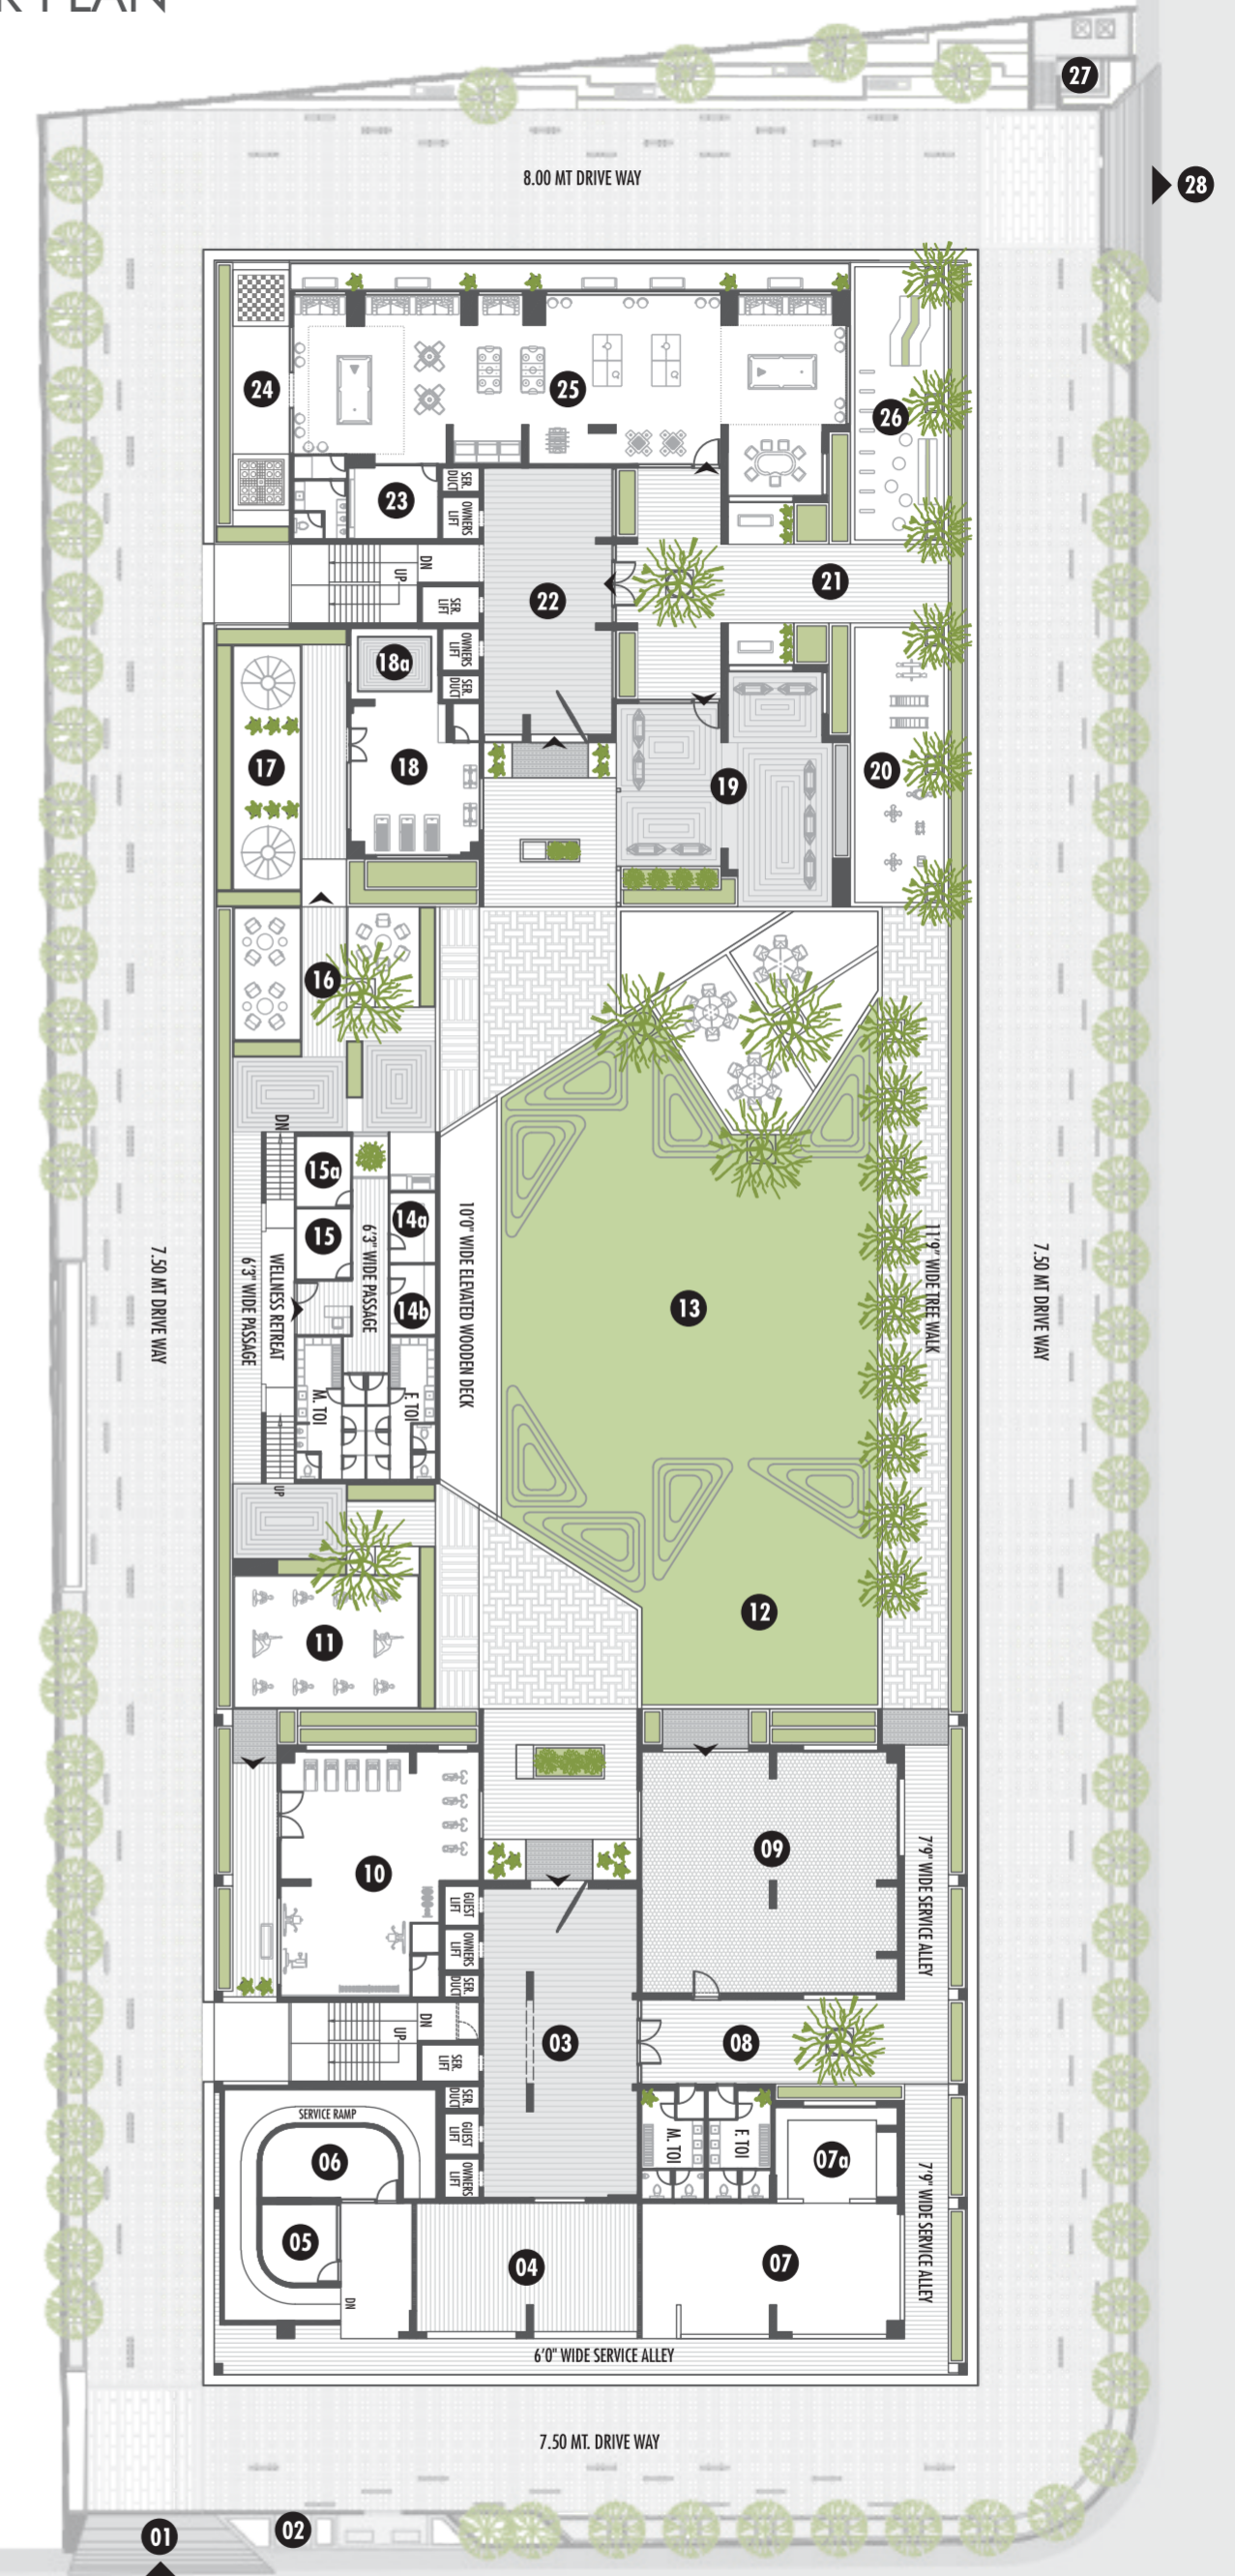 R PLAN
27
28
8.00 MT DRIVE WAY
24
25
26
23
SER.
DUCT
OWNERS
LIFT
DN
UP
SER.
LIFT
22
21
18a
OWNERS
LIFT
SER.
DUCT
17
18
19
20
16
DN
15a
14a
15
14b
6'3" WIDE PASSAGE
WELLNESS RETREAT
6'3" WIDE PASSAGE
10'0" WIDE ELEVATED WOODEN DECK
13
11'9" WIDE TREE WALK
7.50 MT DRIVE WAY
7.50 MT DRIVE WAY
M. TOI
F. TOI
UP
12
11
10
09
7'9" WIDE SERVICE ALLEY
GUEST
LIFT
OWNERS
LIFT
SER.
DUCT
DN
UP
SER.
LIFT
03
08
SER.
DUCT
GUEST
LIFT
OWNERS
LIFT
SERVICE RAMP
06
M. TOI
F. TOI
07a
05
04
07
7'9" WIDE SERVICE ALLEY
DN
6'0" WIDE SERVICE ALLEY
7.50 MT. DRIVE WAY
01
02